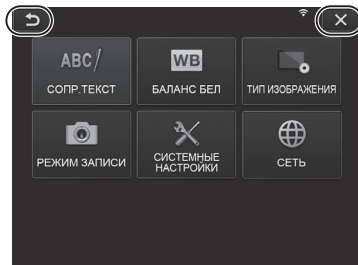 ABC/
WB
СОПР.ТЕКСТ
БАЛАНС БЕЛ
ТИП ИЗОБРАЖЕНИЯ
РЕЖИМ ЗАПИСИ
СИСТЕМНЫЕ
НАСТРОЙКИ
СЕТЬ